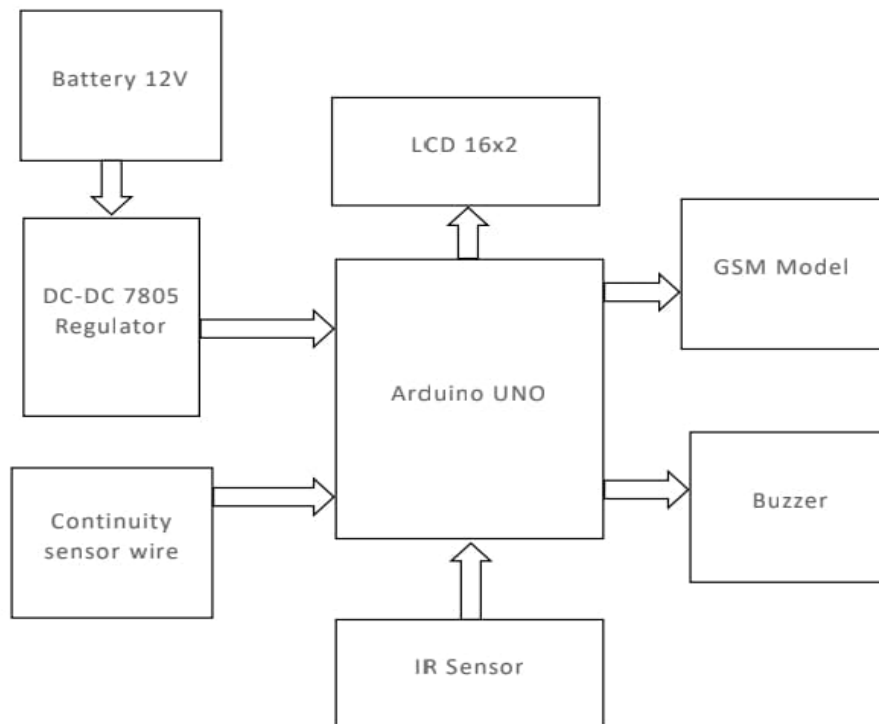 Battery 12V
LCD 16x2
DC-DC 7805
Regulator
GSM Model
Arduino UNO
Continuity
sensor wire
Buzzer
IR Sensor